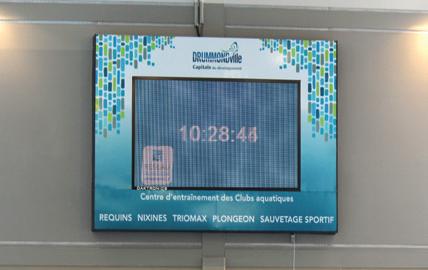 DRUMMONDville
Capitale du développement
10:28:44
DAKTRONICS
Centre d'entraînement des Clubs aquatiques
REQUINS NIXINES TRIOMAX PLONGEON SAUVETAGE SPORTIF